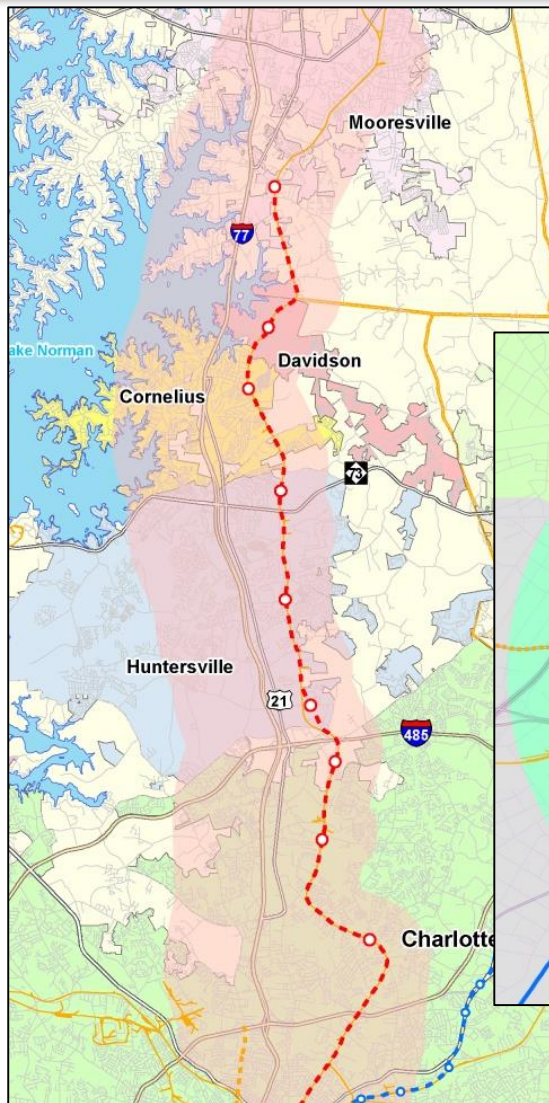 Mooresville
77
ake Norman
Davidson
Cornelius
73
Huntersville
21
485
Charlotte